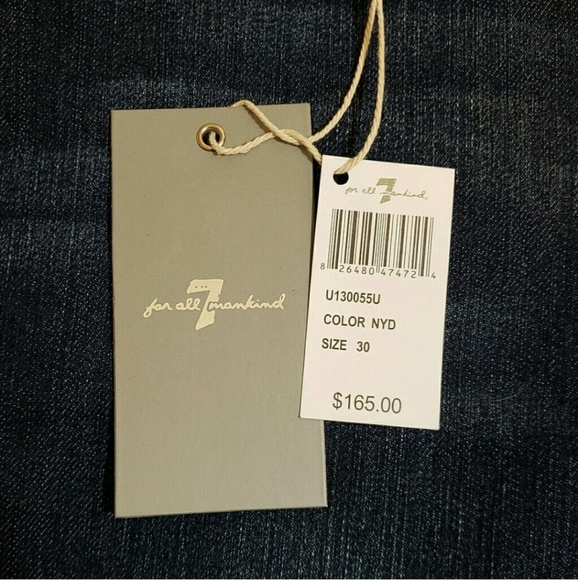 for all 7 mankind
for all 7 mankind®
8 26480 47472 4
U130055U
COLOR NYD
SIZE 30
$165.00